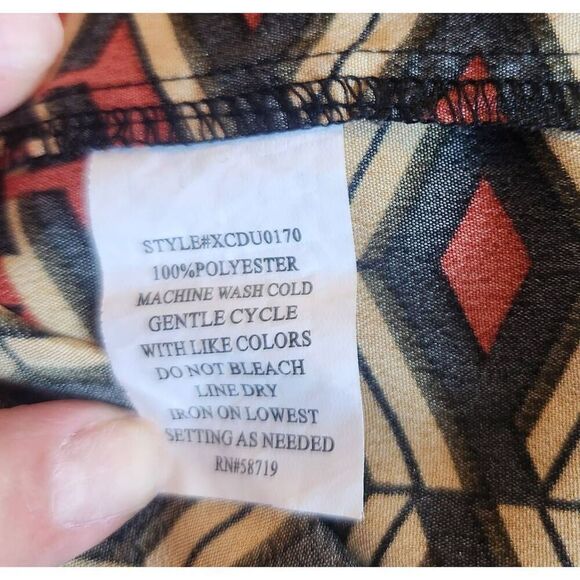 STYLE#XCDU0170
100%POLYESTER
MACHINE WASH COLD
GENTLE CYCLE
WITH LIKE COLORS
DO NOT BLEACH
LINE DRY
IRON ON LOWEST
SETTING AS NEEDED
RN#58719